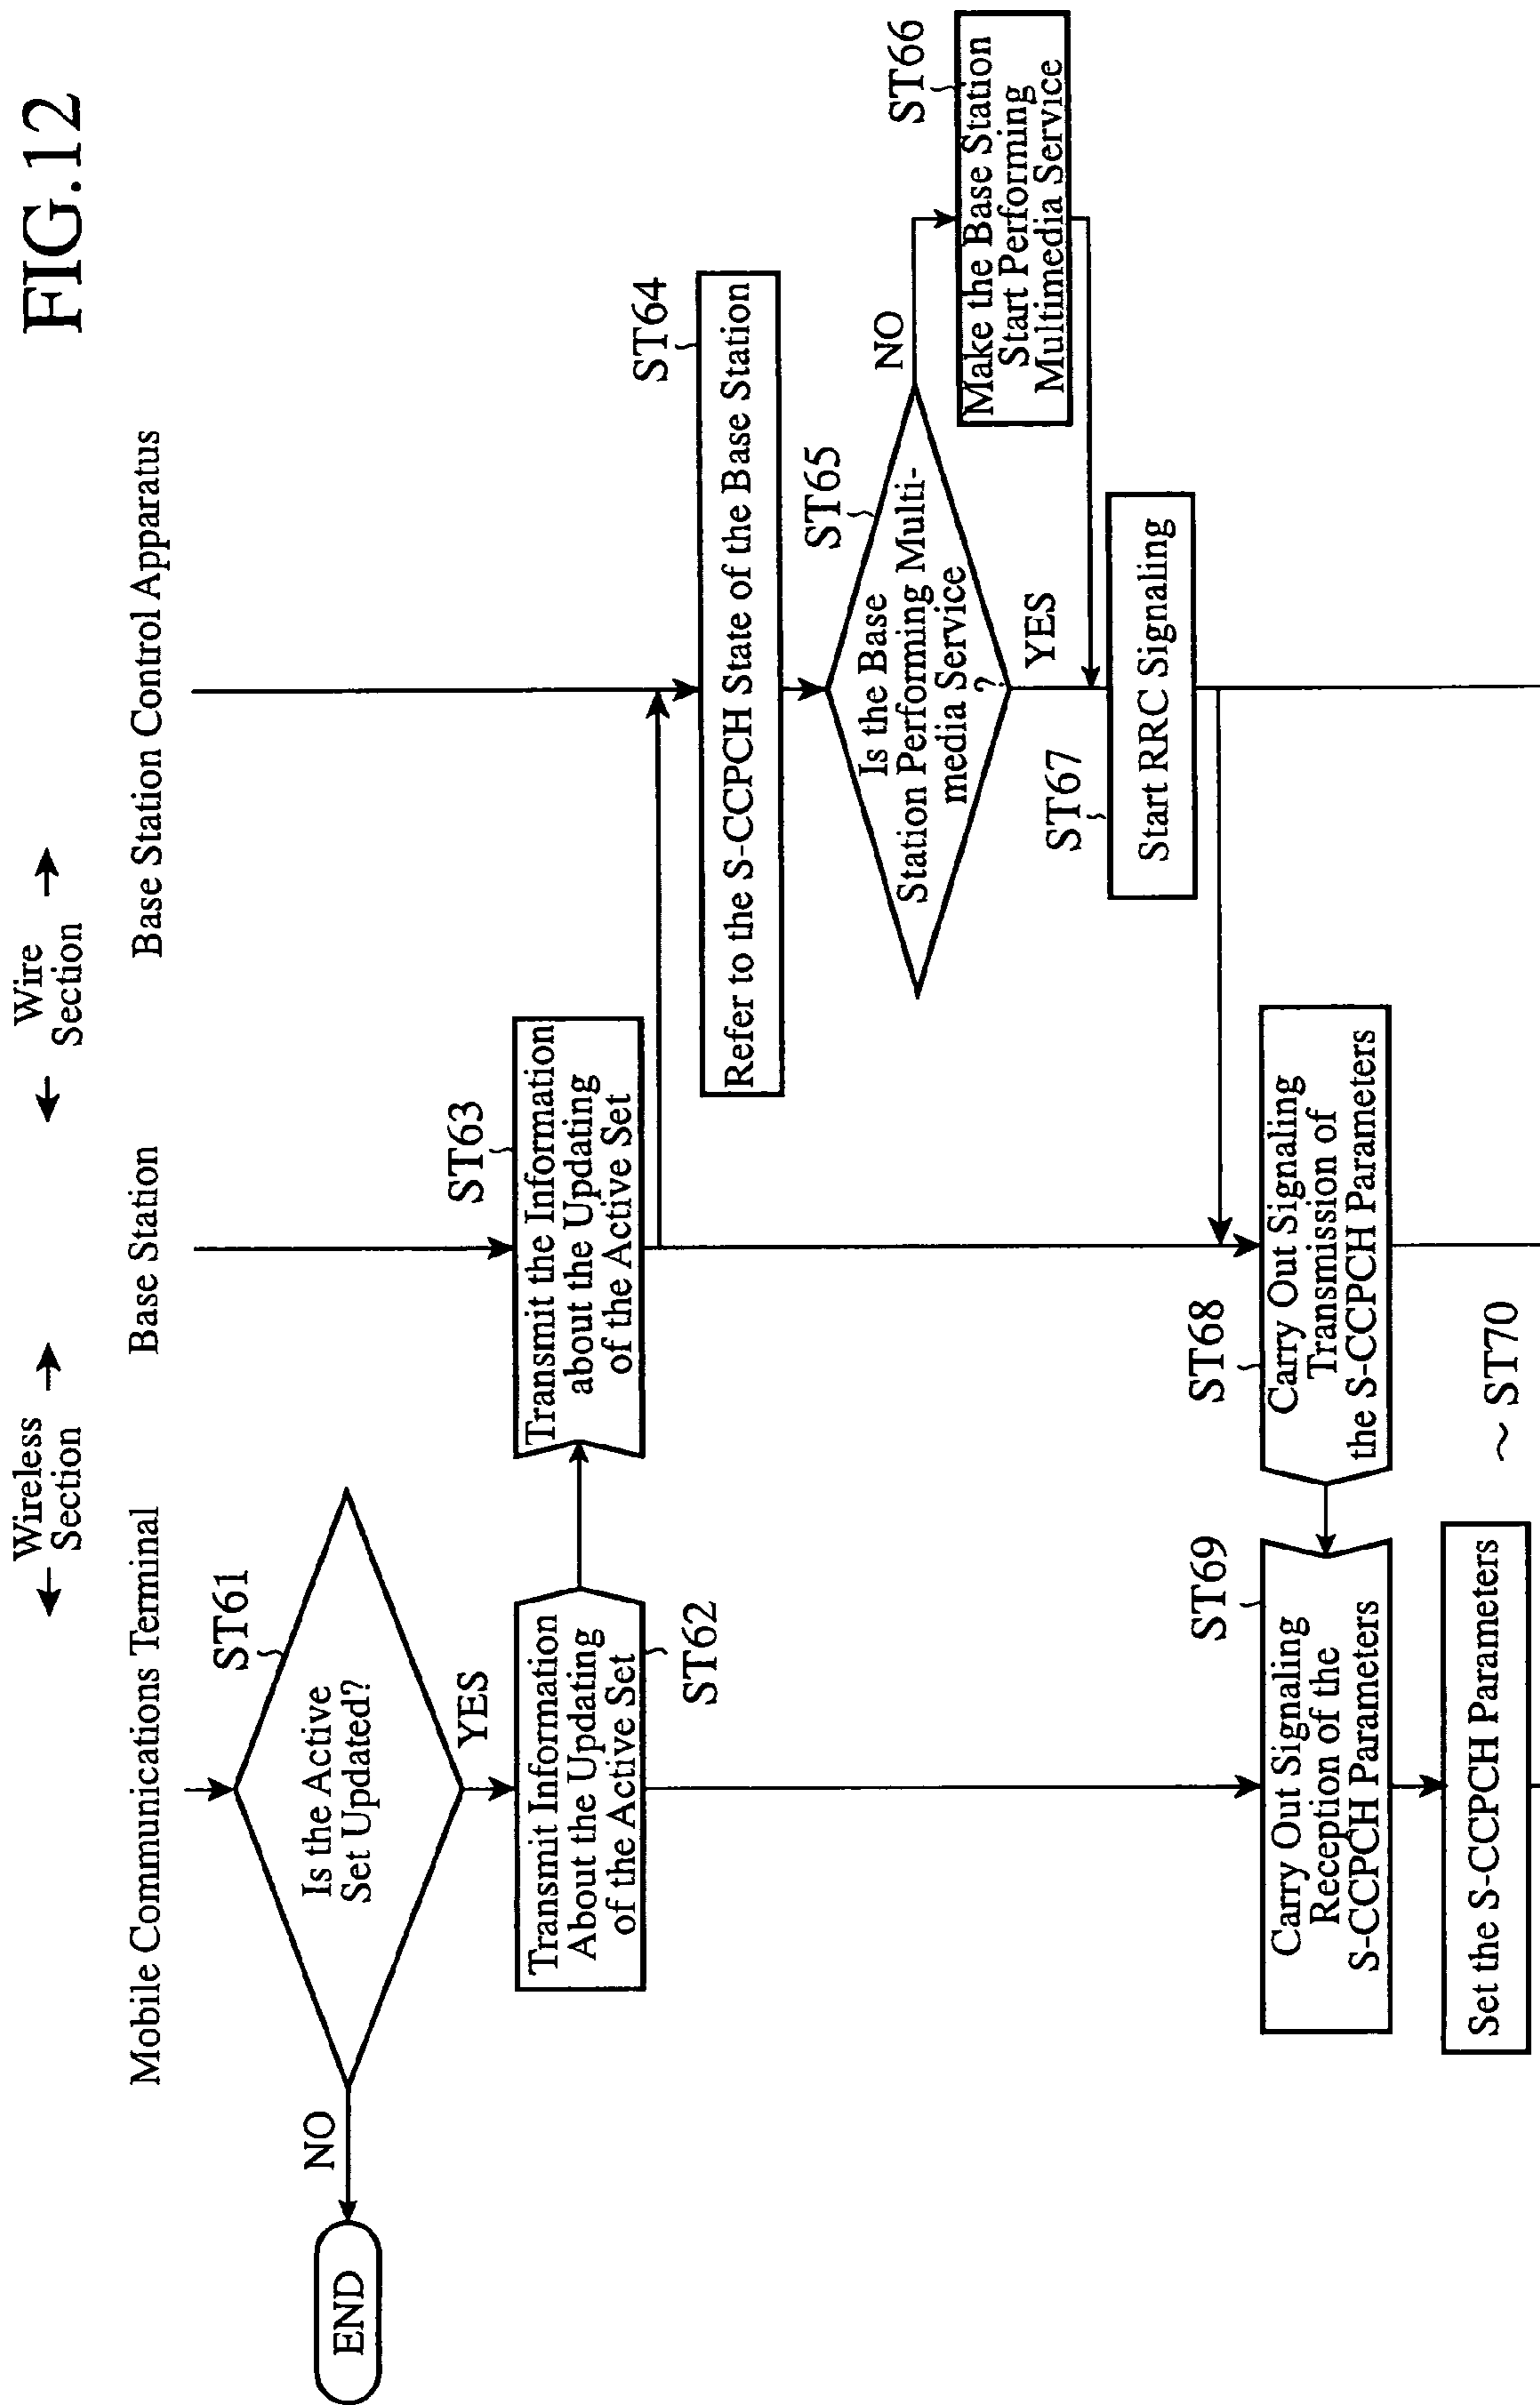 FIG.12
← Wireless Section →
← Wire Section →
Mobile Communications Terminal
Base Station
Base Station Control Apparatus
ST61
Is the Active
Set Updated?
NO
END
YES
Transmit Information
About the Updating
of the Active Set
ST62
ST63
Transmit the Information
about the Updating
of the Active Set
ST64
Refer to the S-CCPCH State of the Base Station
ST65
Is the Base
Station Performing Multi-
media Service
?
NO
ST66
Make the Base Station
Start Performing
Multimedia Service
YES
ST67
Start RRC Signaling
ST68
Carry Out Signaling
Transmission of
the S-CCPCH Parameters
ST69
Carry Out Signaling
Reception of the
S-CCPCH Parameters
Set the S-CCPCH Parameters
~ ST70